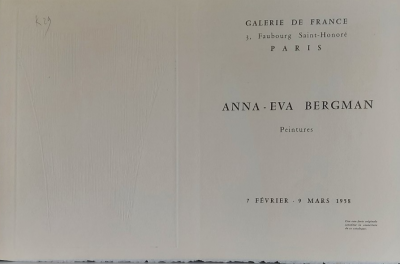 GALERIE DE FRANCE
3, Faubourg Saint-Honoré
PARIS
ANNA-EVA BERGMAN
Peintures
7 FÉVRIER - 9 MARS 1958